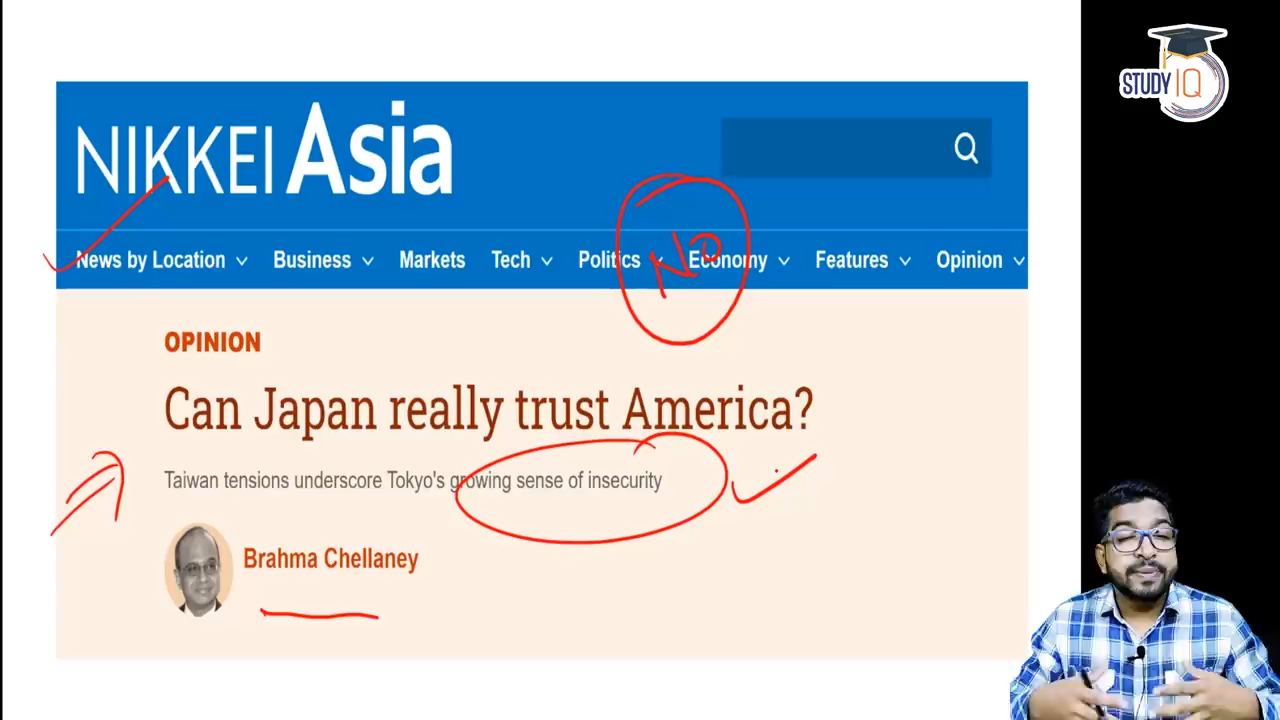 STUDY IQ
NIKKEI Asia
No
News by Location Business Markets Tech Politics Economy Features Opinion
OPINION
Can Japan really trust America?
Taiwan tensions underscore Tokyo's growing sense of insecurity
Brahma Chellaney